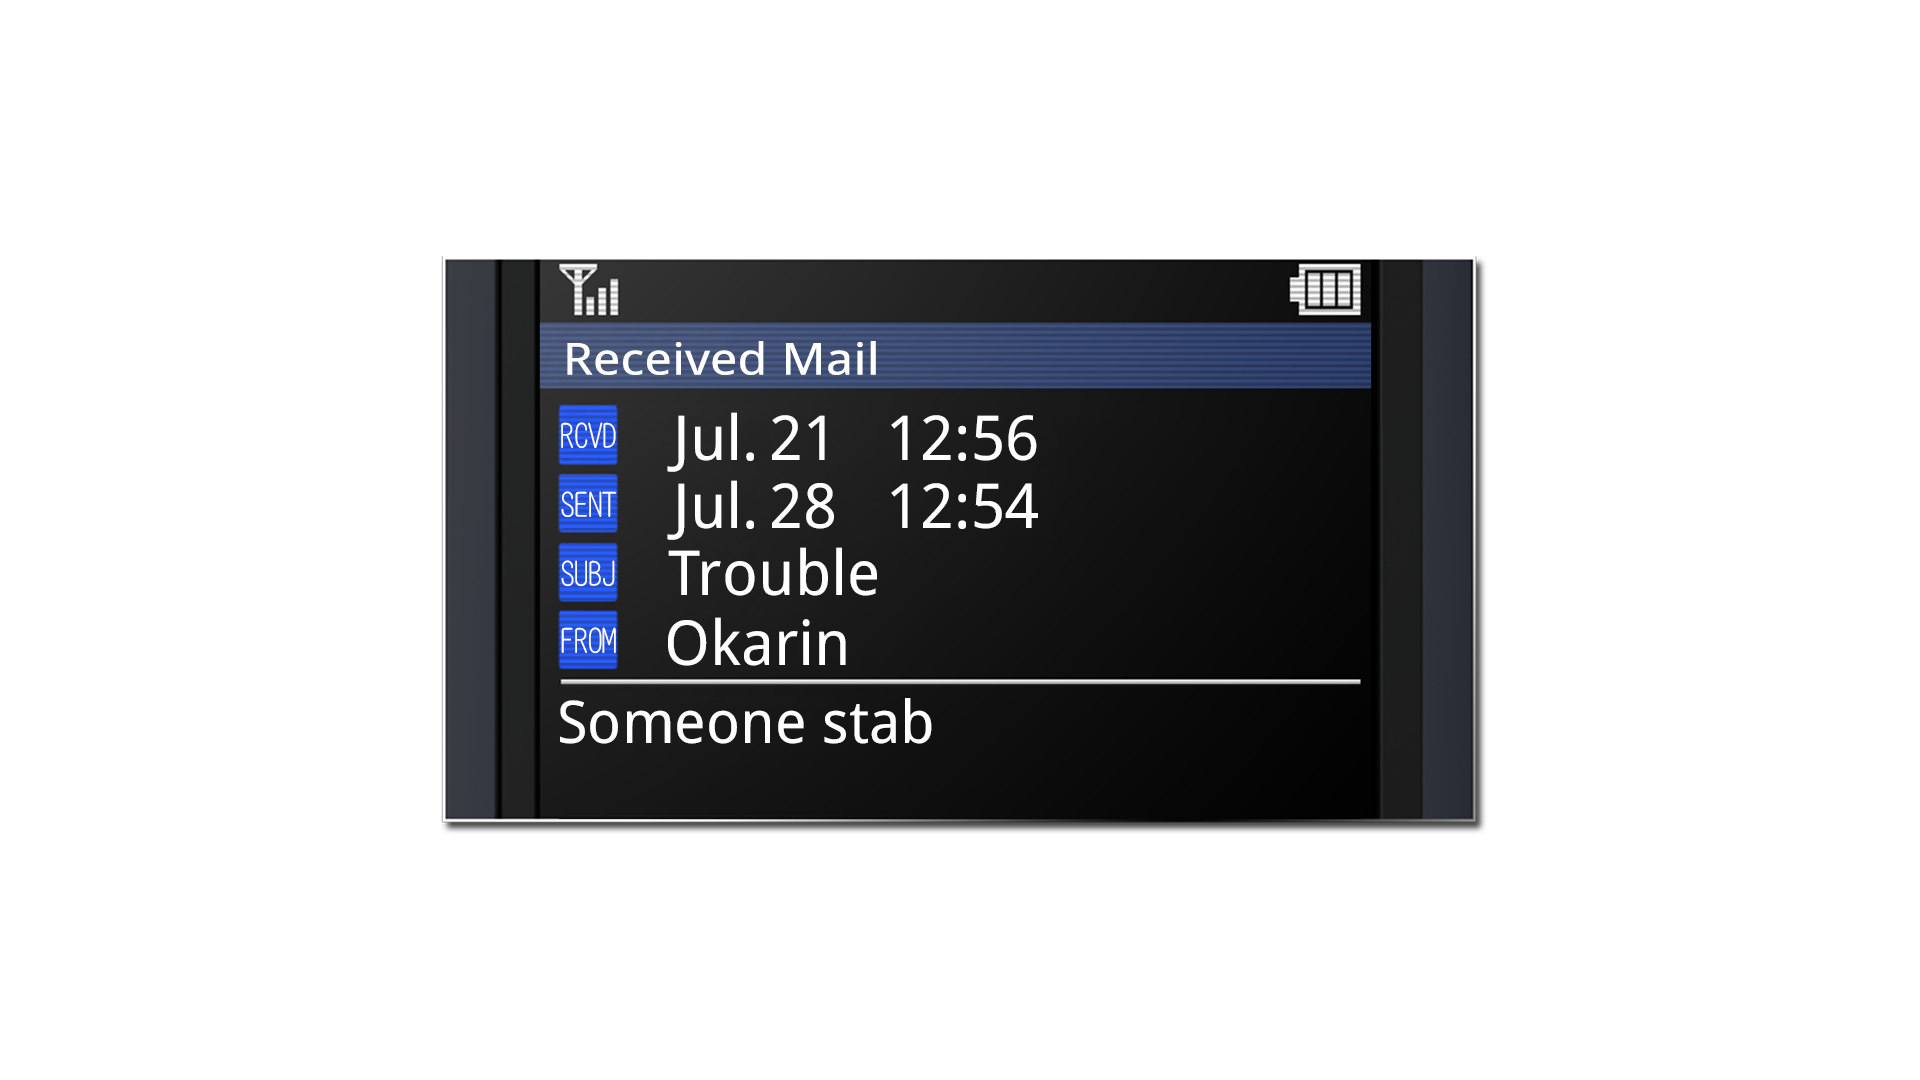 Received Mail
RCVD Jul. 21 12:56
SENT Jul. 28 12:54
SUBJ Trouble
FROM Okarin
Someone stab